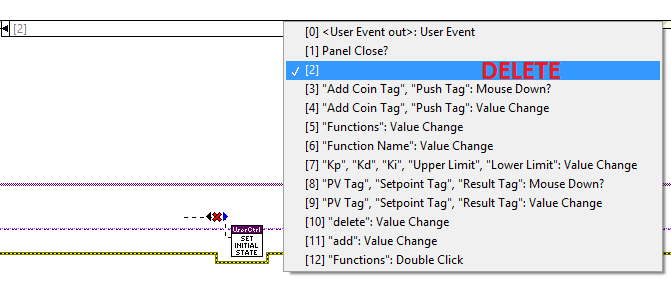 [2]
[0] <User Event out>: User Event
[1] Panel Close?
[2] DELETE
[3] "Add Coin Tag", "Push Tag": Mouse Down?
[4] "Add Coin Tag", "Push Tag": Value Change
[5] "Functions": Value Change
[6] "Function Name": Value Change
[7] "Kp", "Kd", "Ki", "Upper Limit", "Lower Limit": Value Change
[8] "PV Tag", "Setpoint Tag", "Result Tag": Mouse Down?
[9] "PV Tag", "Setpoint Tag", "Result Tag": Value Change
[10] "delete": Value Change
[11] "add": Value Change
[12] "Functions": Double Click
UsrCtrl
SET
INITIAL
STATE